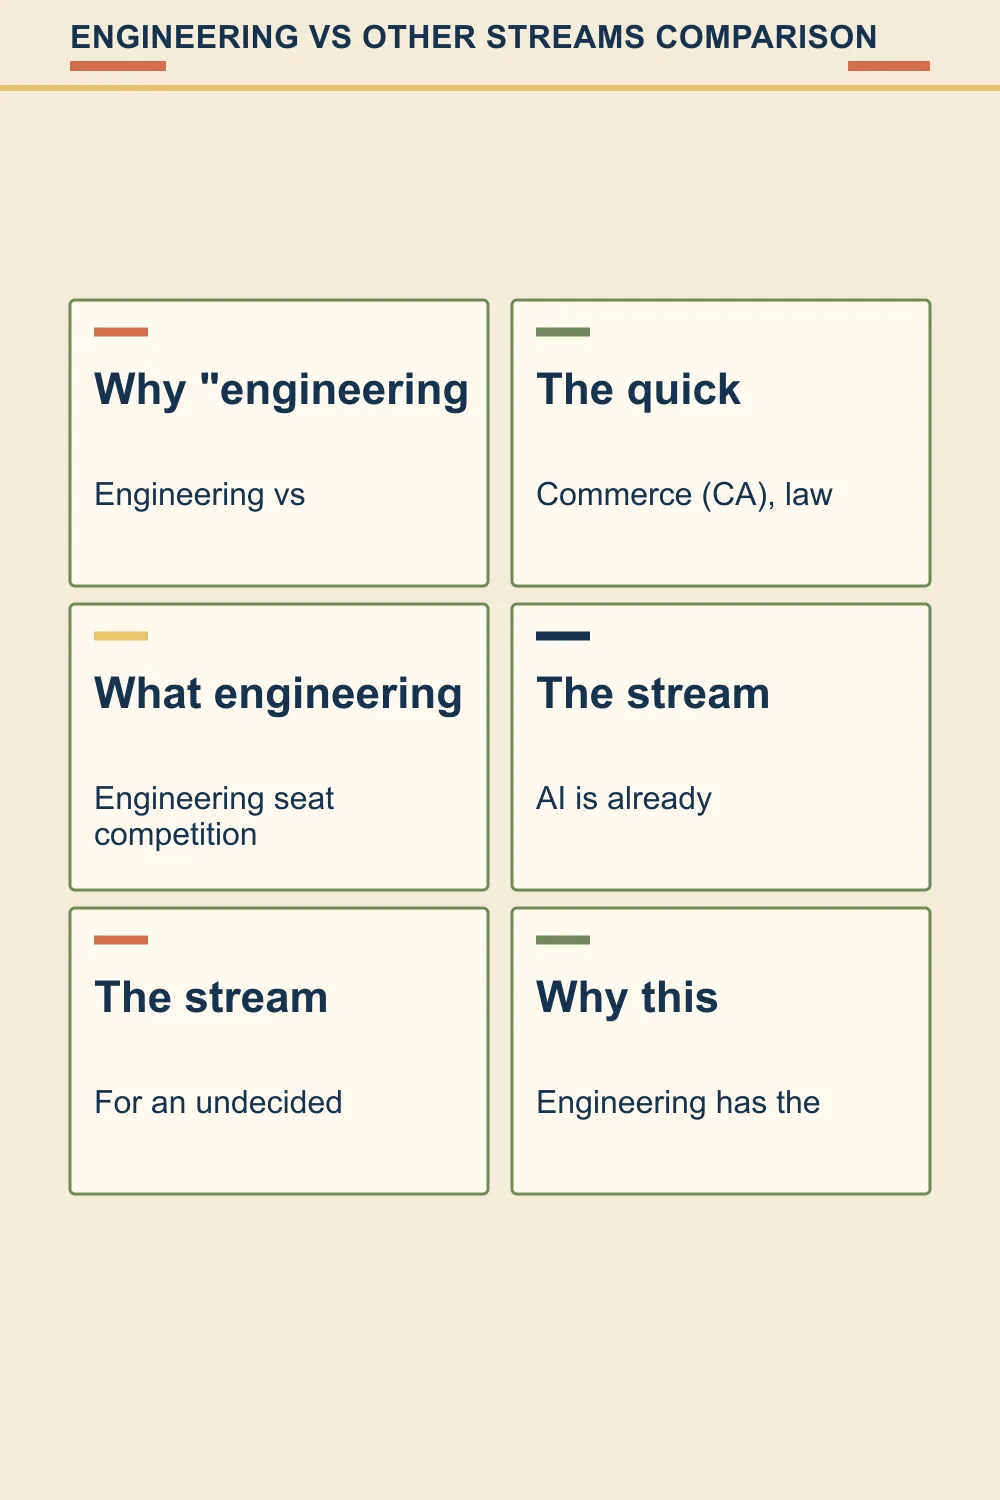 ENGINEERING VS OTHER STREAMS COMPARISON
Why "engineering
Engineering vs
The quick
Commerce (CA), law
What engineering
Engineering seat
competition
The stream
AI is already
The stream
For an undecided
Why this
Engineering has the